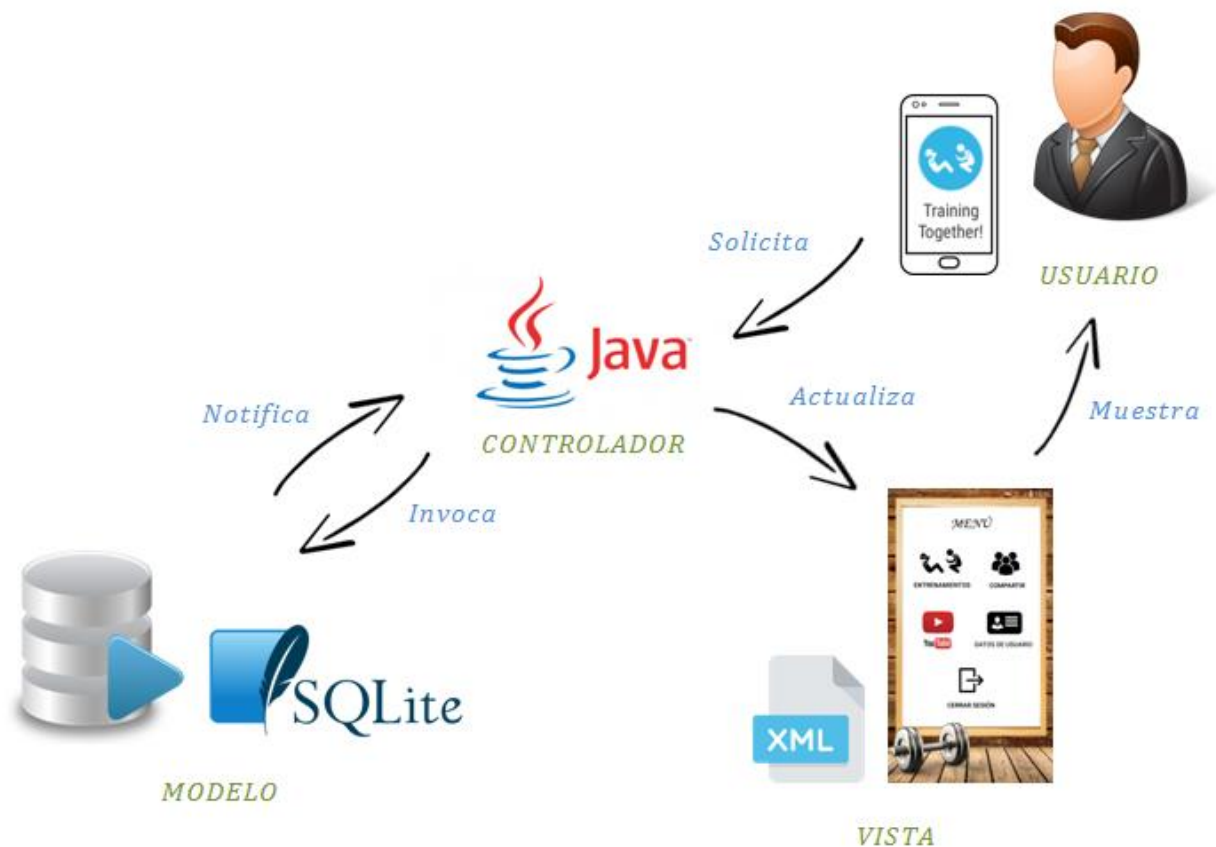 Training
Together!
USUARIO
Solicita
Java
CONTROLADOR
Actualiza
Muestra
Notifica
Invoca
MENÚ
ENTRENAMIENTOS
COMPARTIR
YouTube
DATOS DE USUARIO
CERRAR SESIÓN
SQLite
XML
MODELO
VISTA